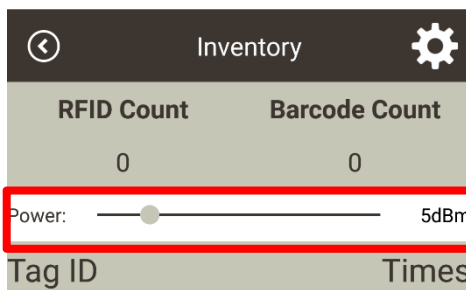 Inventory
RFID Count Barcode Count
0 0
Power: 5dBm
Tag ID Times